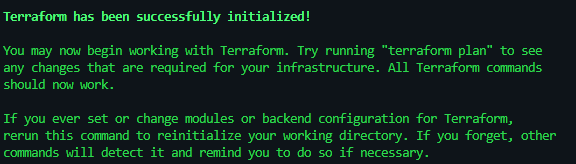 Terraform has been successfully initialized!
You may now begin working with Terraform. Try running "terraform plan" to see
any changes that are required for your infrastructure. All Terraform commands
should now work.
If you ever set or change modules or backend configuration for Terraform,
rerun this command to reinitialize your working directory. If you forget, other
commands will detect it and remind you to do so if necessary.